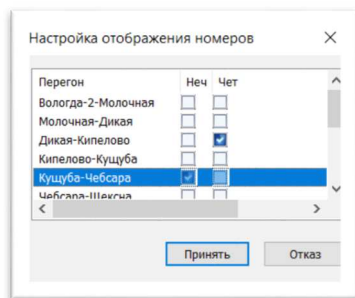 Настройка отображения номеров
Перегон Неч Чет
Вологда-2-Молочная
Молочная-Дикая
Дикая-Кипелово
Кипелово-Кущуба
Кущуба-Чебсара
Чебсара-Шексна
Принять Отказ